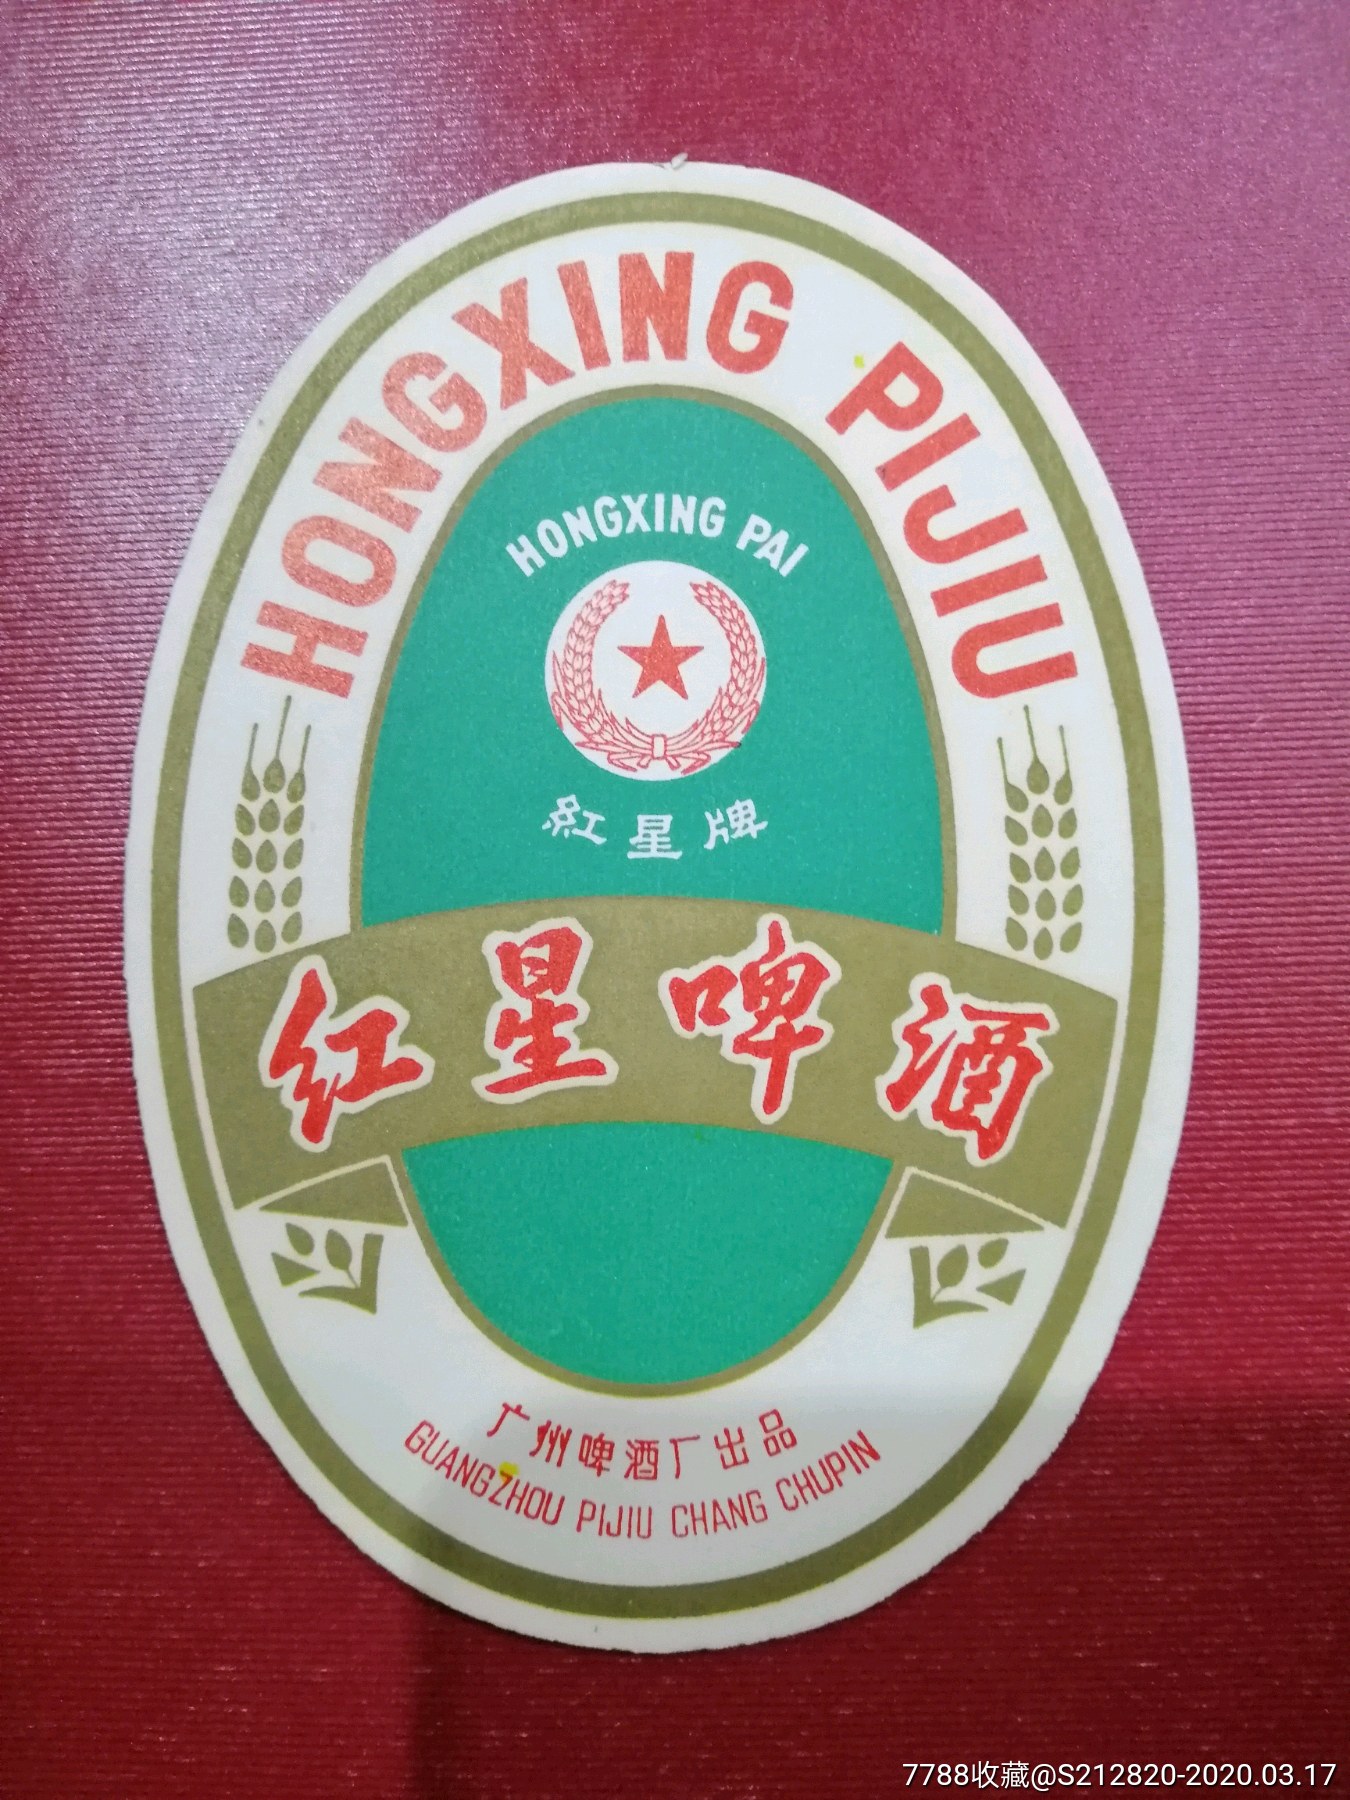 HONGXING PIJIU
HONGXING PAI
紅星牌
红星啤酒
广州啤酒厂出品
GUANGZHOU PIJIU CHANG CHUPIN
7788收藏@S212820-2020.03.17